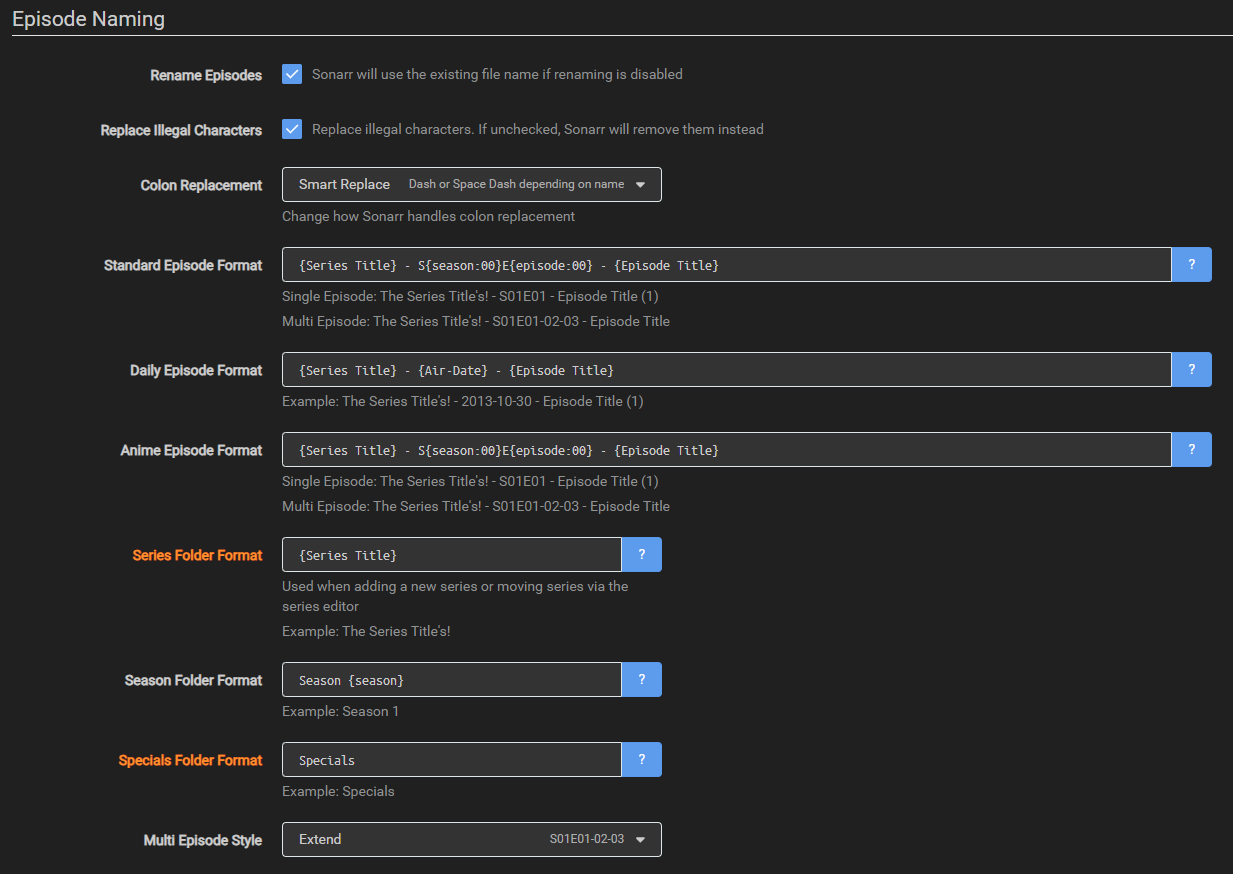 Episode Naming
Rename Episodes
Sonarr will use the existing file name if renaming is disabled
Replace Illegal Characters
Replace illegal characters. If unchecked, Sonarr will remove them instead
Colon Replacement
Smart Replace Dash or Space Dash depending on name
Change how Sonarr handles colon replacement
Standard Episode Format
{Series Title} - S{season:00}E{episode:00} - {Episode Title}
?
Single Episode: The Series Title's! - S01E01 - Episode Title (1)
Multi Episode: The Series Title's! - S01E01-02-03 - Episode Title
Daily Episode Format
{Series Title} - {Air-Date} - {Episode Title}
?
Example: The Series Title's! - 2013-10-30 - Episode Title (1)
Anime Episode Format
{Series Title} - S{season:00}E{episode:00} - {Episode Title}
?
Single Episode: The Series Title's! - S01E01 - Episode Title (1)
Multi Episode: The Series Title's! - S01E01-02-03 - Episode Title
Series Folder Format
{Series Title}
?
Used when adding a new series or moving series via the
series editor
Example: The Series Title's!
Season Folder Format
Season {season}
?
Example: Season 1
Specials Folder Format
Specials
?
Example: Specials
Multi Episode Style
Extend S01E01-02-03